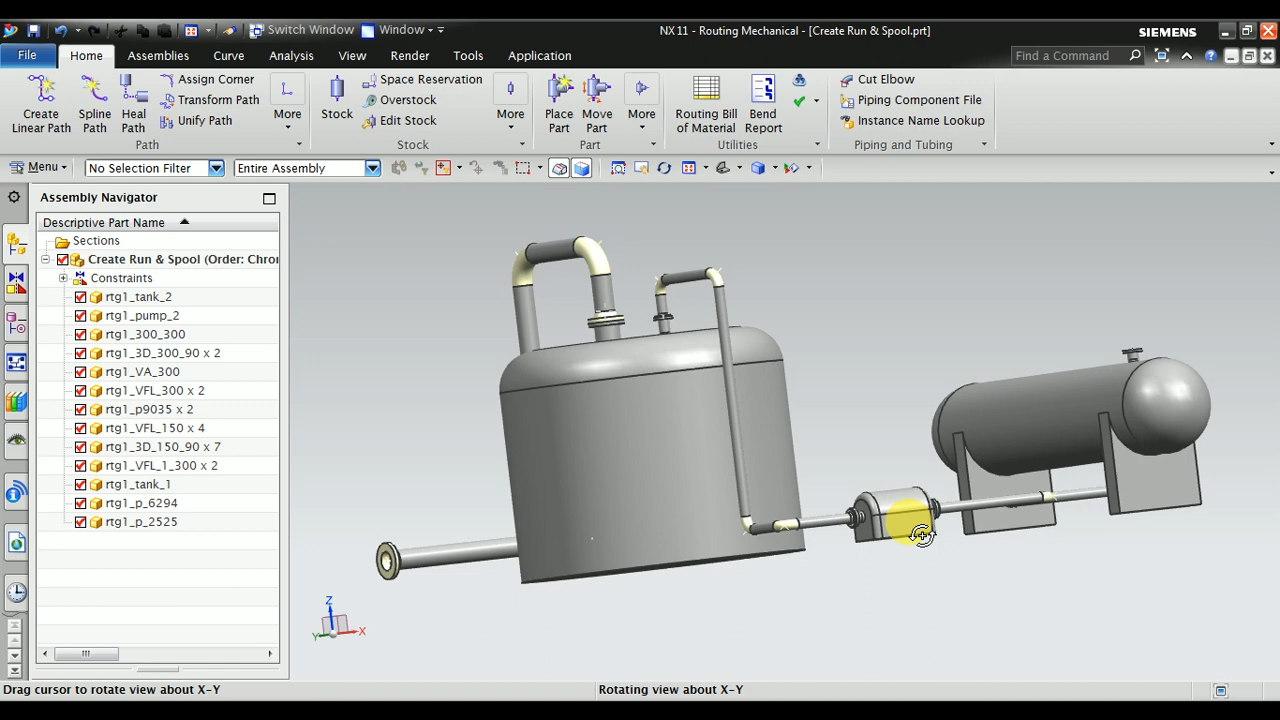 Switch Window Window NX 11 - Routing Mechanical - [Create Run & Spool.prt] SIEMENS
File Home Assemblies Curve Analysis View Render Tools Application Find a Command
Create Linear Path
Spline Path
Heal Path
Assign Corner
Transform Path
Unify Path
More
Path
Stock
Space Reservation
Overstock
Edit Stock
More
Stock
Place Part
Move Part
More
Part
Routing Bill of Material
Bend Report
Utilities
Cut Elbow
Piping Component File
Instance Name Lookup
Piping and Tubing
Menu No Selection Filter Entire Assembly
Assembly Navigator
Descriptive Part Name
Sections
Create Run & Spool (Order: Chror
Constraints
rtg1_tank_2
rtg1_pump_2
rtg1_300_300
rtg1_3D_300_90 x 2
rtg1_VA_300
rtg1_VFL_300 x 2
rtg1_p9035 x 2
rtg1_VFL_150 x 4
rtg1_3D_150_90 x 7
rtg1_VFL_1_300 x 2
rtg1_tank_1
rtg1_p_6294
rtg1_p_2525
Z
Y X
Drag cursor to rotate view about X-Y Rotating view about X-Y